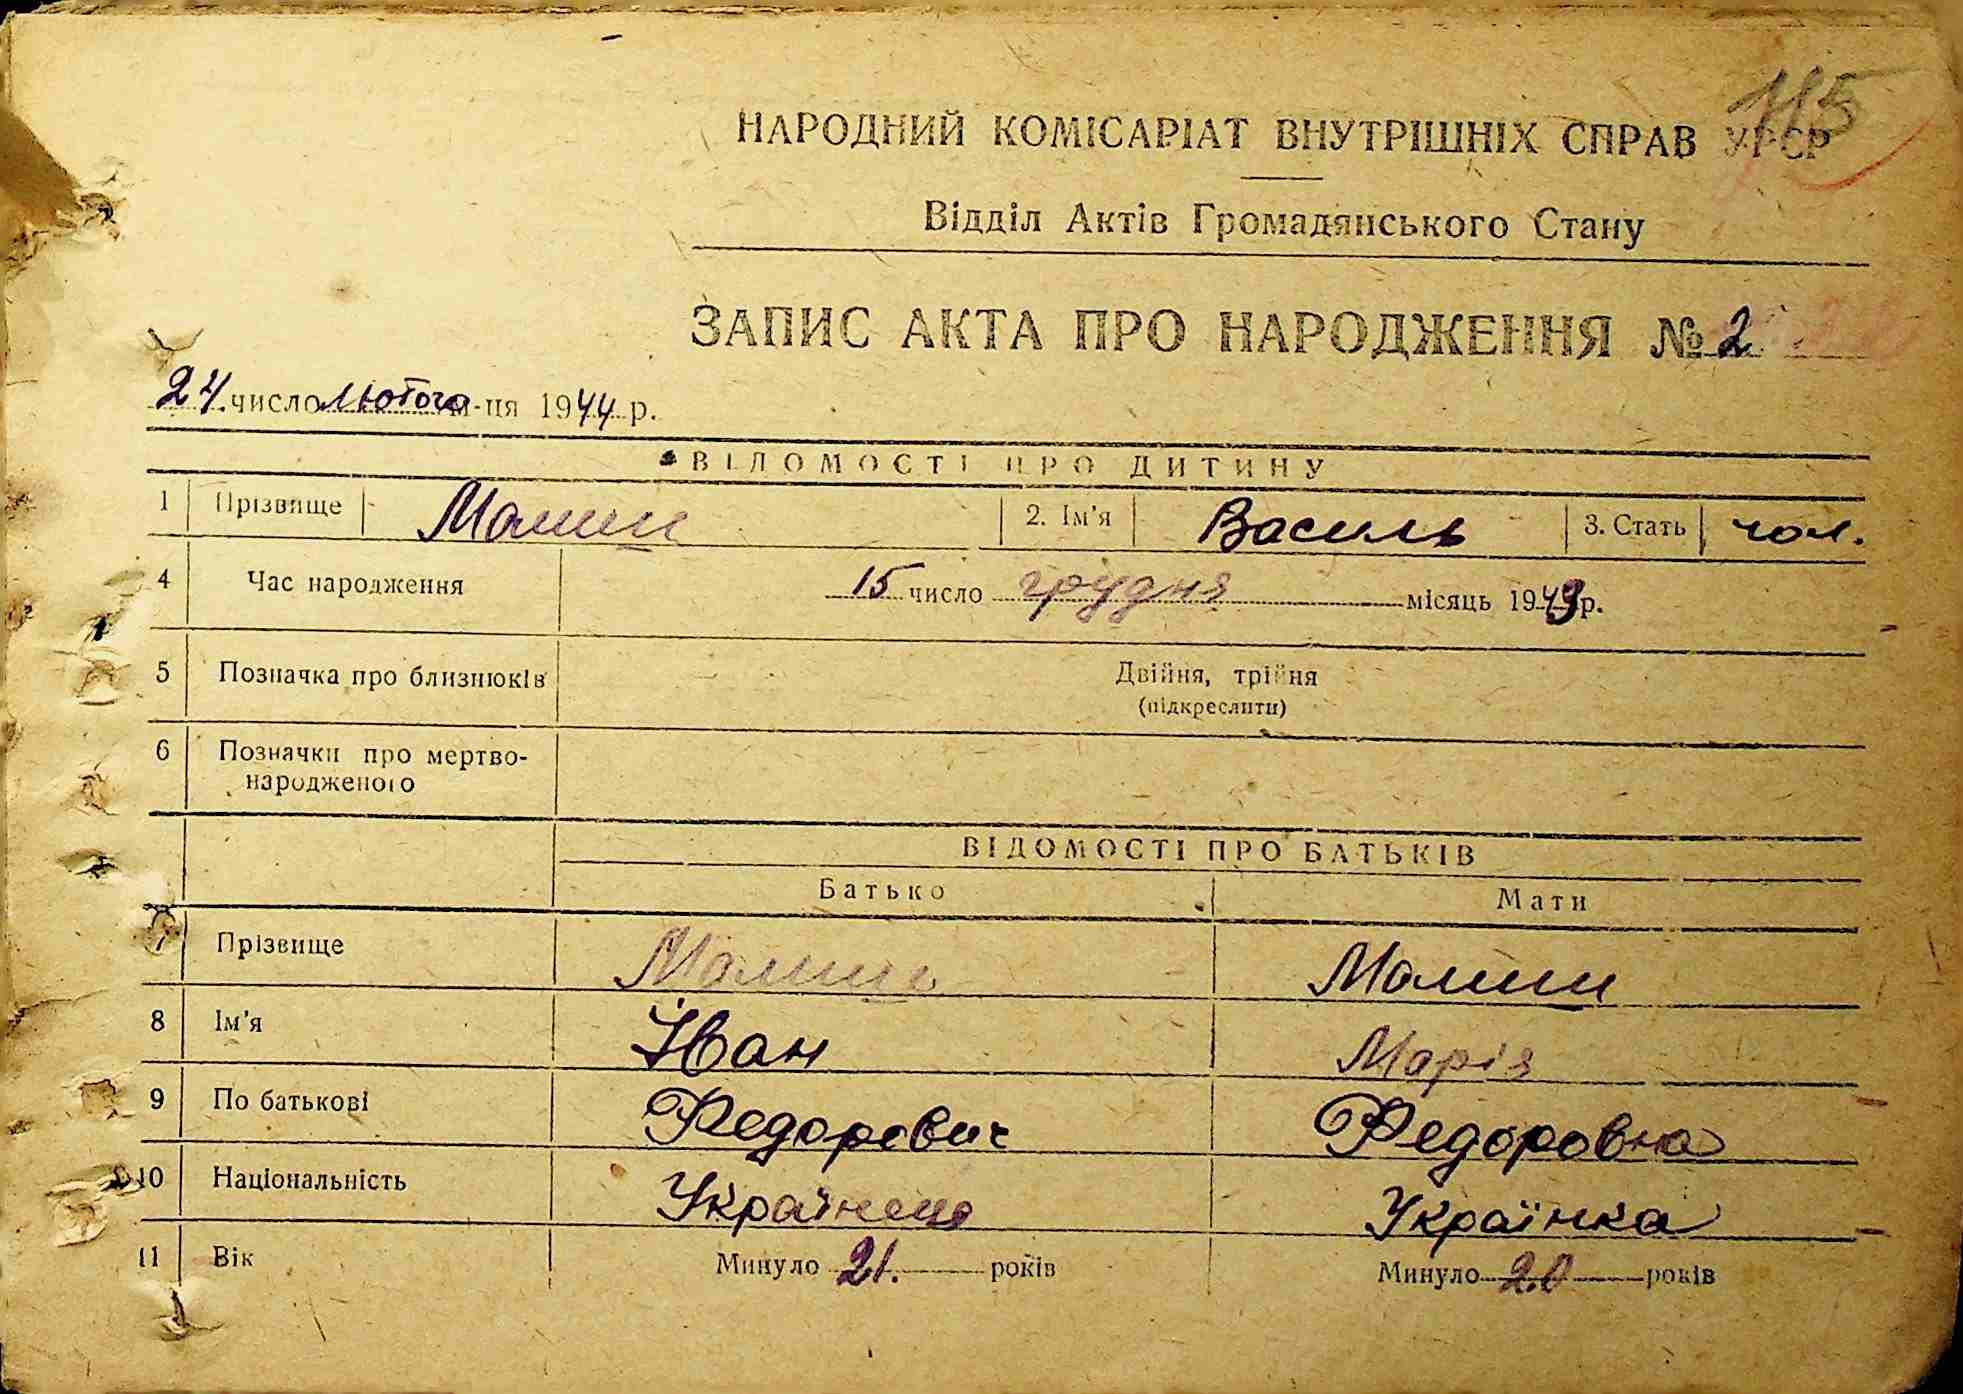 115
НАРОДНИЙ КОМІСАРІАТ ВНУТРІШНІХ СПРАВ УРСР
Відділ Актів Громадянського Стану
ЗАПИС АКТА ПРО НАРОДЖЕННЯ № 2
24 число лютого м-ця 1944 р.
ВІДОМОСТІ ПРО ДИТИНУ
1 Прізвище 2. Ім'я Василь 3. Стать чол.
4 Час народження 15 число грудня місяць 1943 р.
5 Позначка про близнюків Двійня, трійня
(підкреслити)
6 Позначки про мертво-
народженого
ВІДОМОСТІ ПРО БАТЬКІВ
Батько Мати
7 Прізвище
8 Ім'я Іван Марія
9 По батькові Федорович Федоровна
10 Національність Українець Українка
11 Вік Минуло 21. років Минуло 20 років